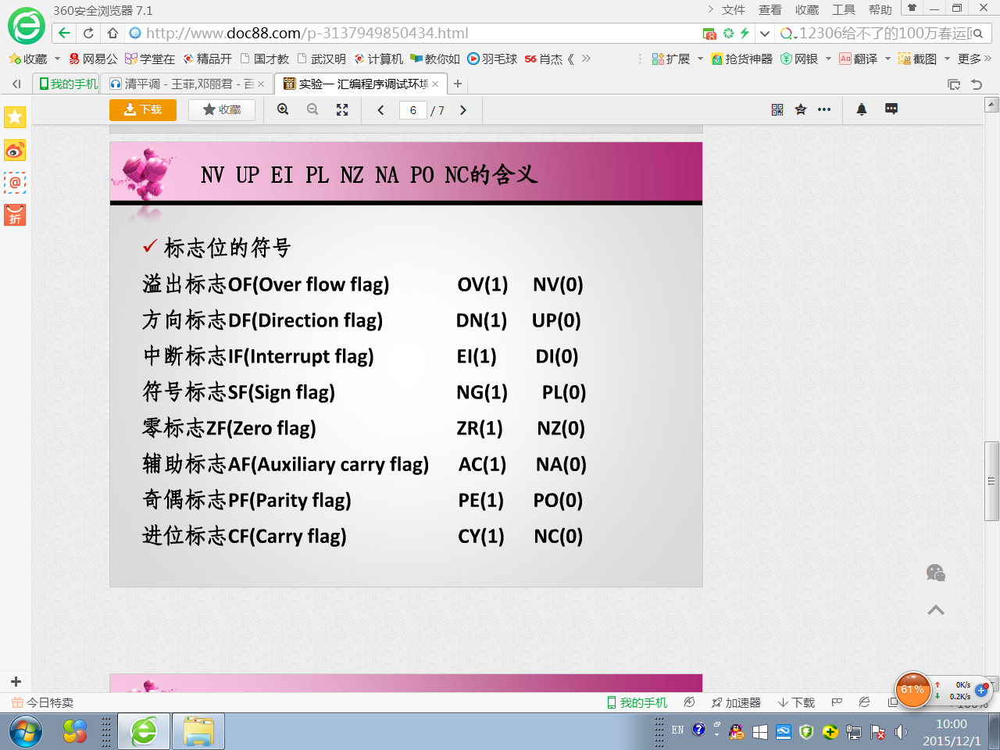 360安全浏览器 7.1
文件 查看 收藏 工具 帮助
http://www.doc88.com/p-3137949850434.html
12306给不了的100万春运
收藏 网易公 学堂在 精品开 国才教 武汉明 计算机 教你如 羽毛球 56 肖杰《 扩展 抢货神器 网银 Aa 翻译 截图 更多
我的手机 清平调 - 王菲,邓丽君 - 百 实验一 汇编程序调试环境
下载 收藏 6 / 7
NV UP EI PL NZ NA PO NC的含义
标志位的符号
溢出标志OF(Over flow flag) OV(1) NV(0)
方向标志DF(Direction flag) DN(1) UP(0)
中断标志IF(Interrupt flag) EI(1) DI(0)
符号标志SF(Sign flag) NG(1) PL(0)
零标志ZF(Zero flag) ZR(1) NZ(0)
辅助标志AF(Auxiliary carry flag) AC(1) NA(0)
奇偶标志PF(Parity flag) PE(1) PO(0)
进位标志CF(Carry flag) CY(1) NC(0)
折
61% 0K/s
0.2K/s
今日特卖 我的手机 加速器 下载
EN 10:00
2015/12/1